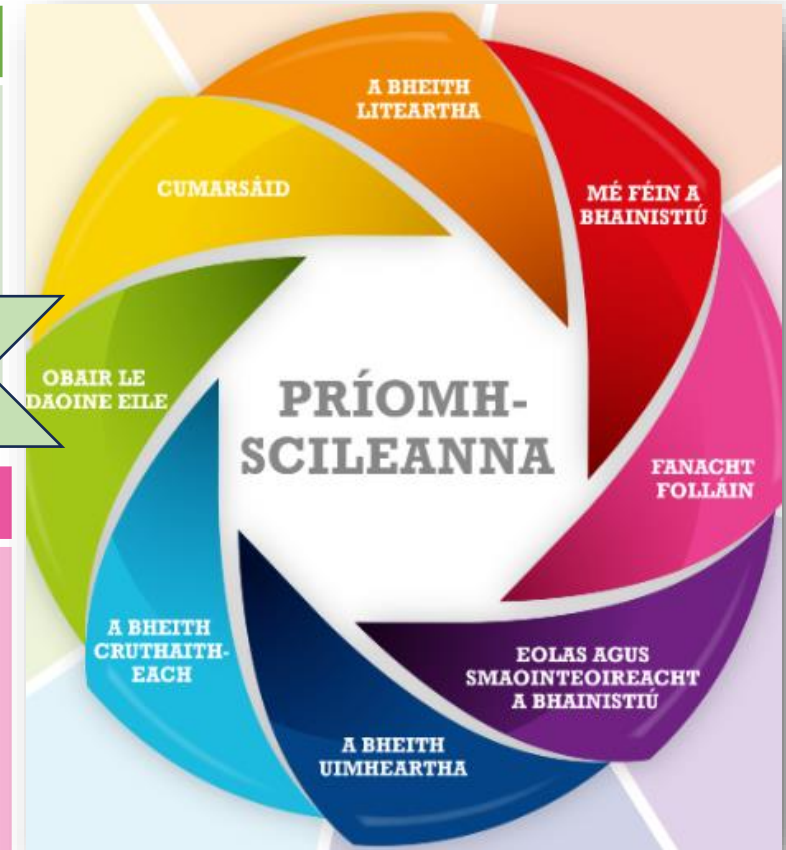 PRÍOMH-
SCILEANNA
A BHEITH
LITEARTHA
MÉ FÉIN A
BHAINISTIÚ
FANACHT
FOLLÁIN
EOLAS AGUS
SMAOINTEOIREACHT
A BHAINISTIÚ
A BHEITH
UIMHEARTHA
A BHEITH
CRUTHAITH-
EACH
OBAIR LE
DAOINE EILE
CUMARSÁID